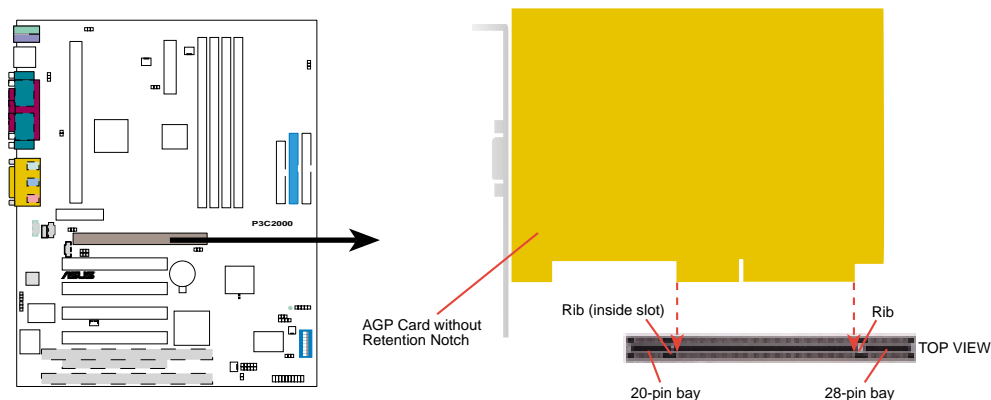 P3C2000
ASUS
AGP Card without
Retention Notch
Rib (inside slot)
Rib
TOP VIEW
20-pin bay
28-pin bay